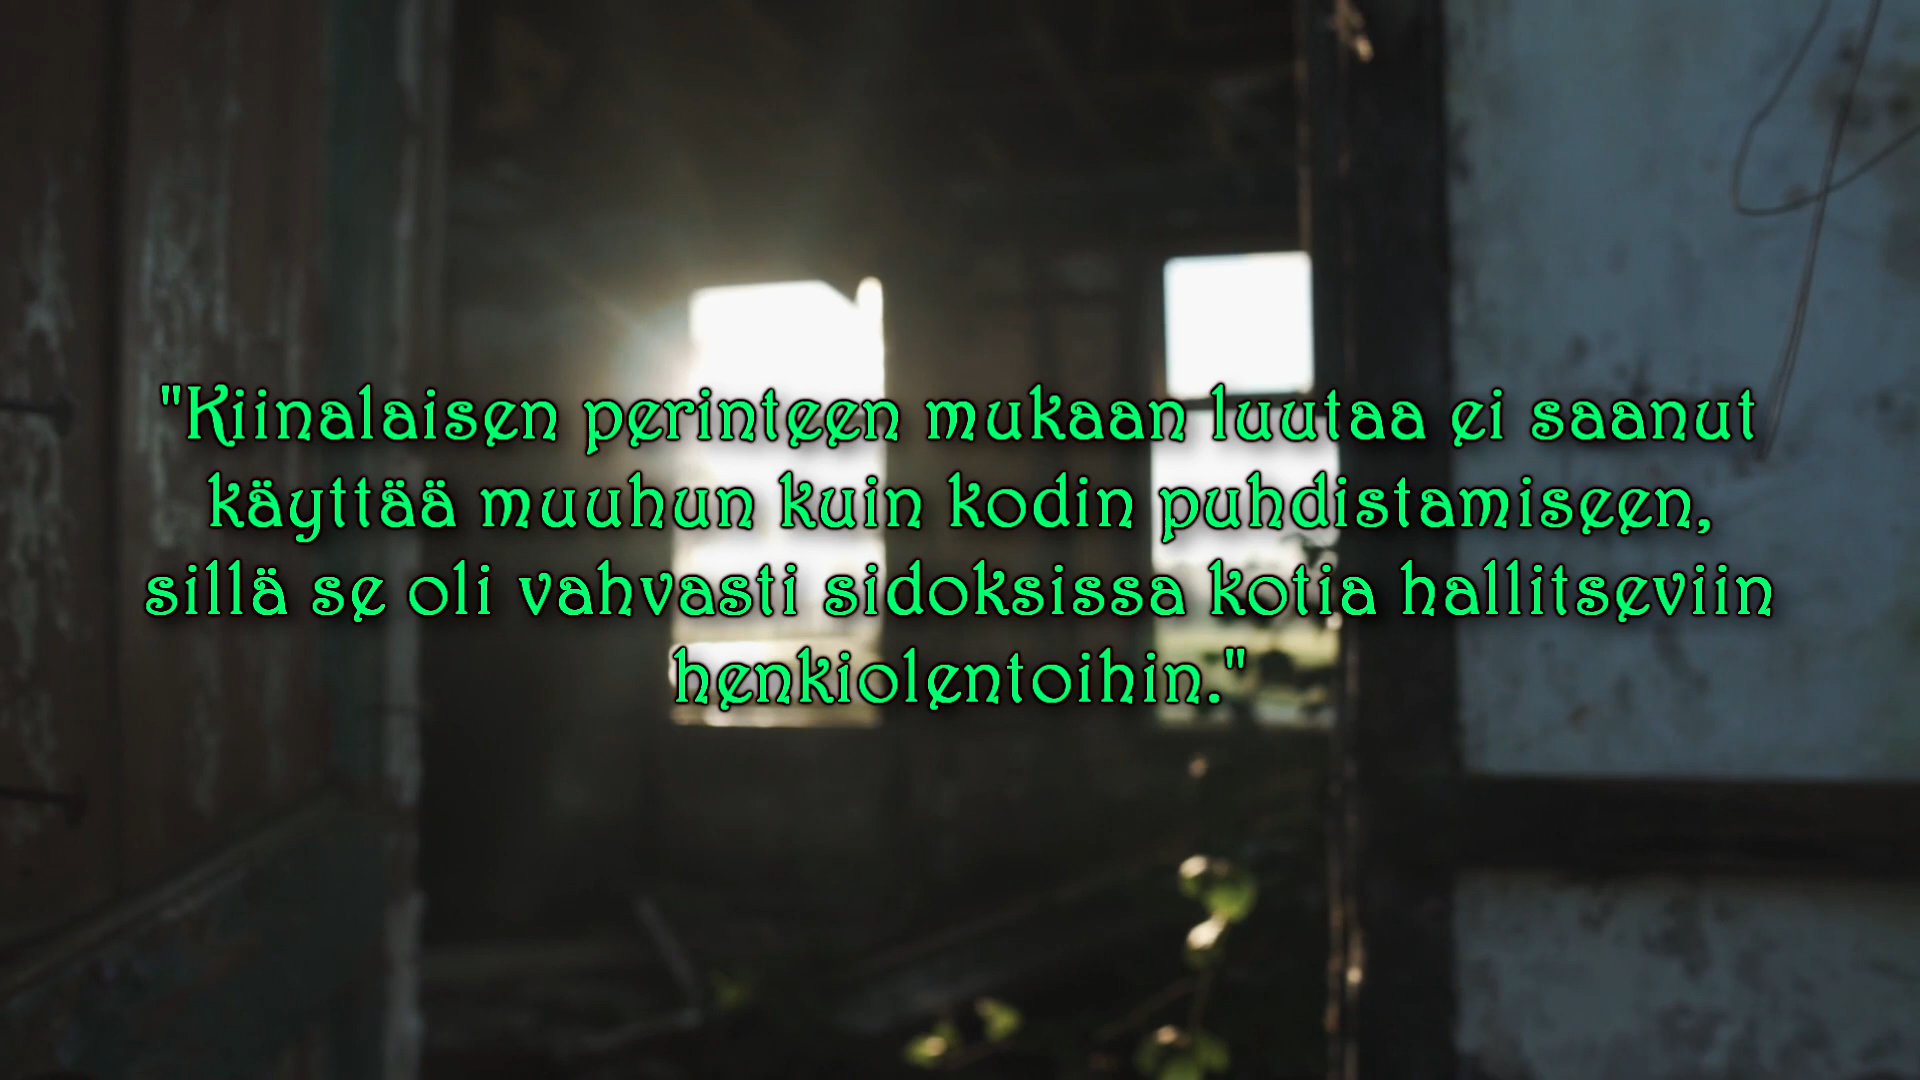 "Kiinalaisen perinteen mukaan luutaa ei saanut
käyttää muuhun kuin kodin puhdistamiseen,
sillä se oli vahvasti sidoksissa kotia hallitseviin
henkiolentoihin."